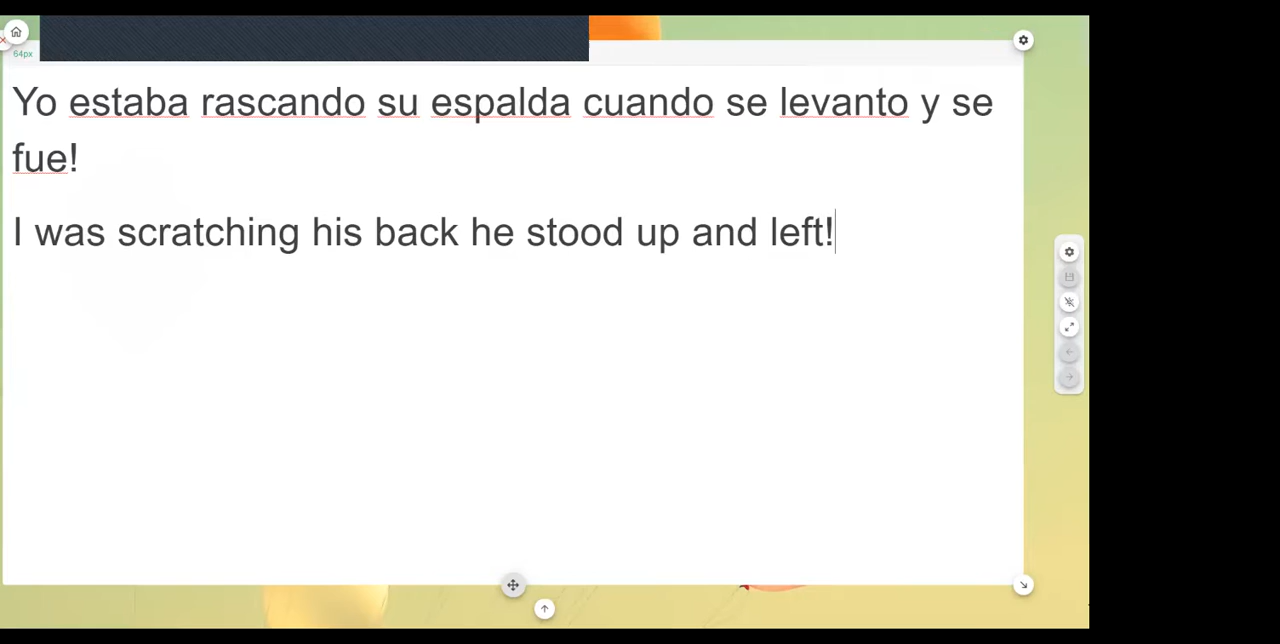 64px
Yo estaba rascando su espalda cuando se levanto y se
fue!
I was scratching his back he stood up and left!